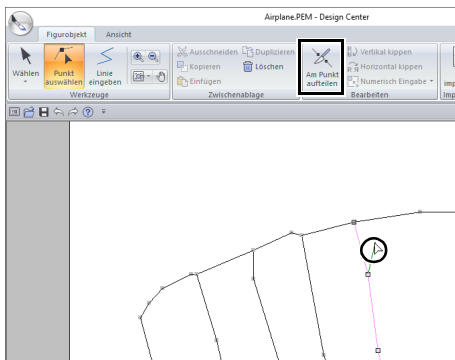 Airplane.PEM - Design Center
Figurobjekt Ansicht
Ausschneiden Duplizieren Vertikal kippen
Wählen Punkt auswählen Linie eingeben Kopieren Löschen Am Punkt aufteilen Horizontal kippen
Einfügen Numerisch Eingabe
Werkzeuge Zwischenablage Bearbeiten